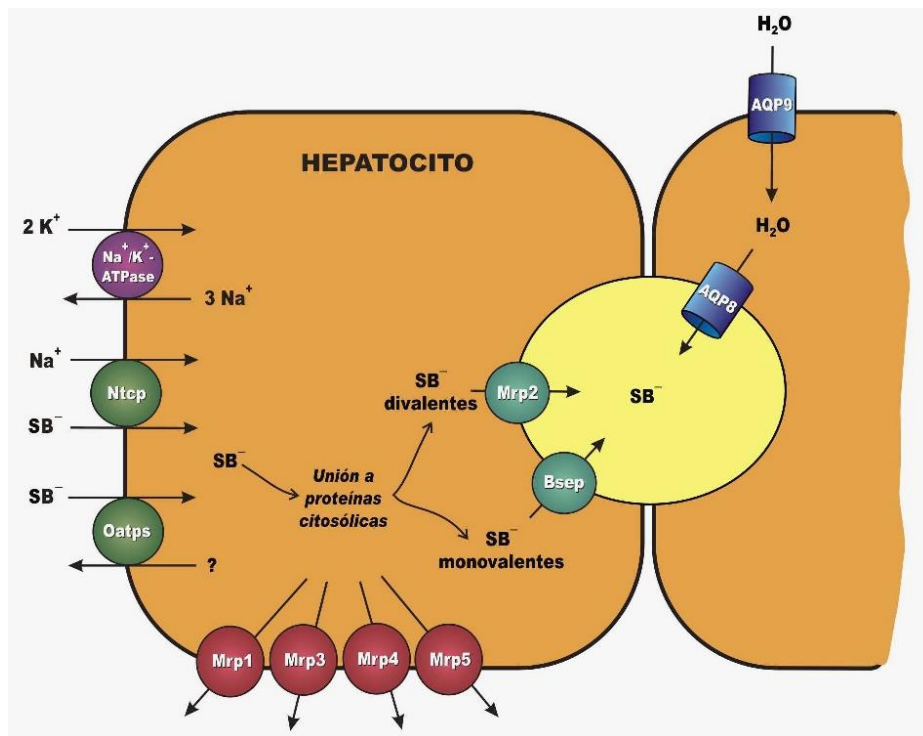 H₂O
AQP9
HEPATOCITO
2 K⁺
H₂O
Na⁺/K⁺-
ATPase
AQP8
3 Na⁺
Na⁺
SB⁻
divalentes
Mrp2
SB⁻
Ntcp
SB⁻
SB⁻
Unión a
proteínas
citosólicas
Bsep
SB⁻
SB⁻
monovalentes
Oatps
?
Mrp1
Mrp3
Mrp4
Mrp5